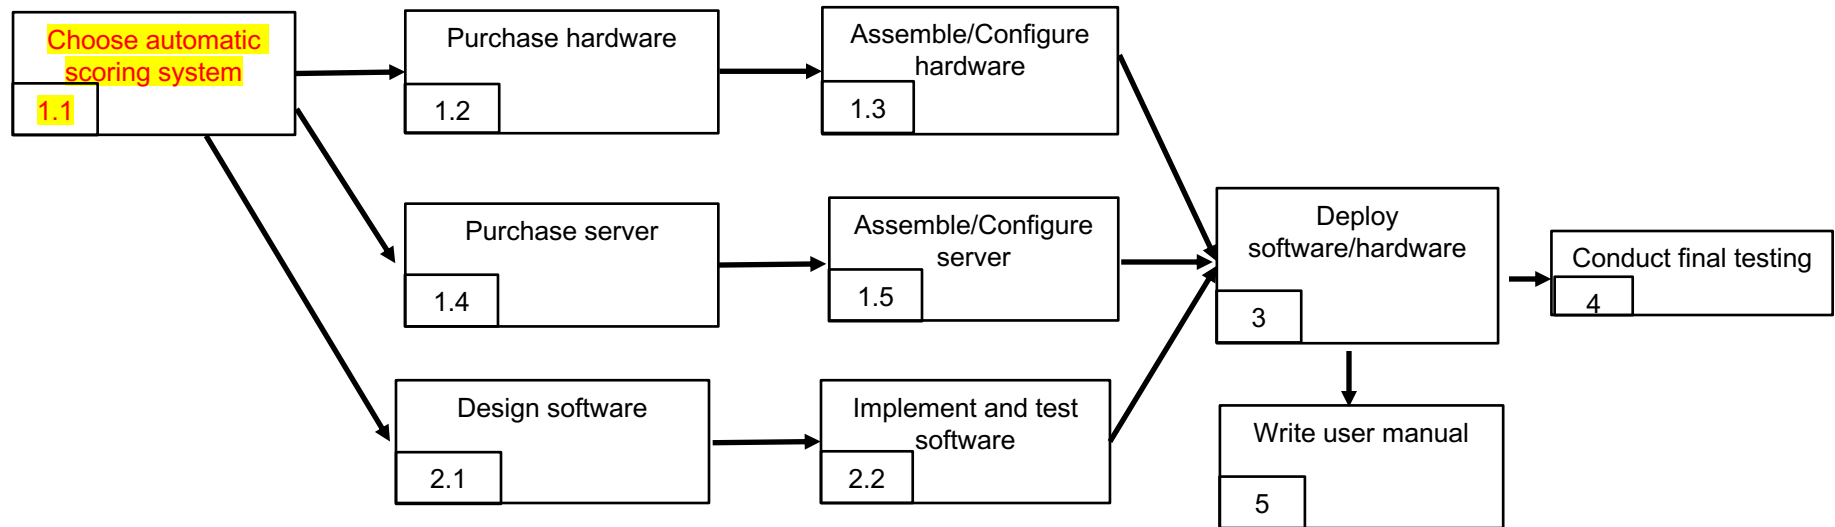 Choose automatic
scoring system
1.1
Purchase hardware
1.2
Assemble/Configure
hardware
1.3
Purchase server
1.4
Assemble/Configure
server
1.5
Design software
2.1
Implement and test
software
2.2
Deploy
software/hardware
3
Conduct final testing
4
Write user manual
5